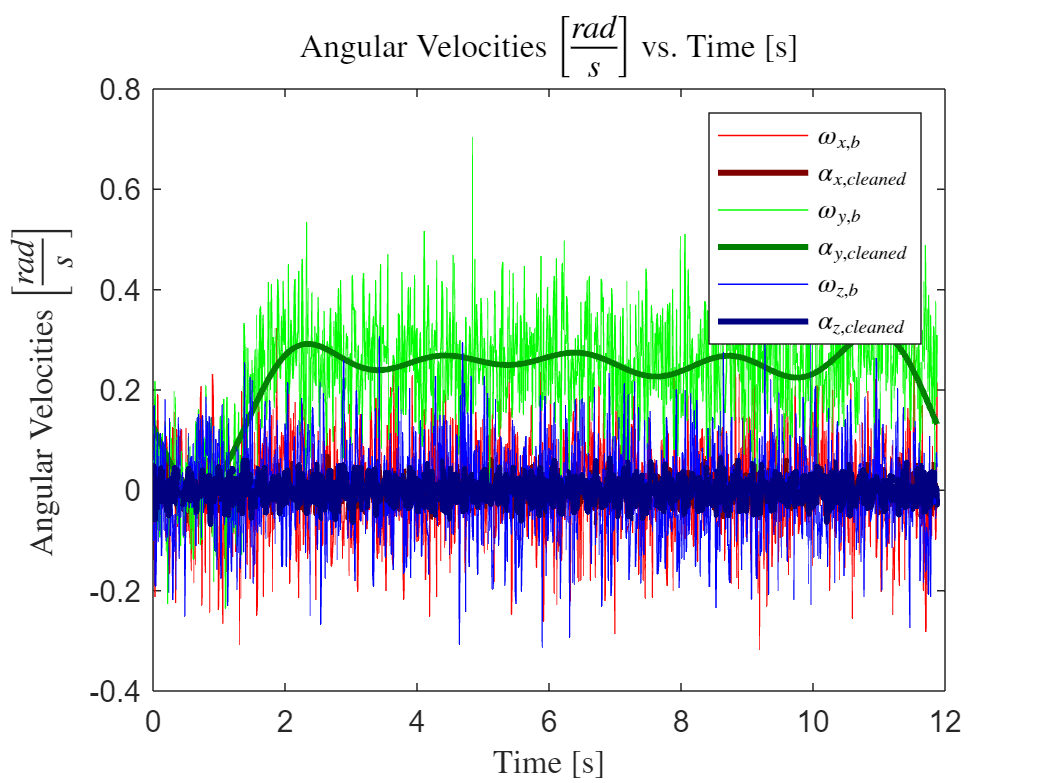 Angular Velocities [rad/s] vs. Time [s]
Angular Velocities [rad/s]
0.8
0.6
0.4
0.2
0
-0.2
-0.4
ω_{x,b}
α_{x,cleaned}
ω_{y,b}
α_{y,cleaned}
ω_{z,b}
α_{z,cleaned}
0 2 4 6 8 10 12
Time [s]